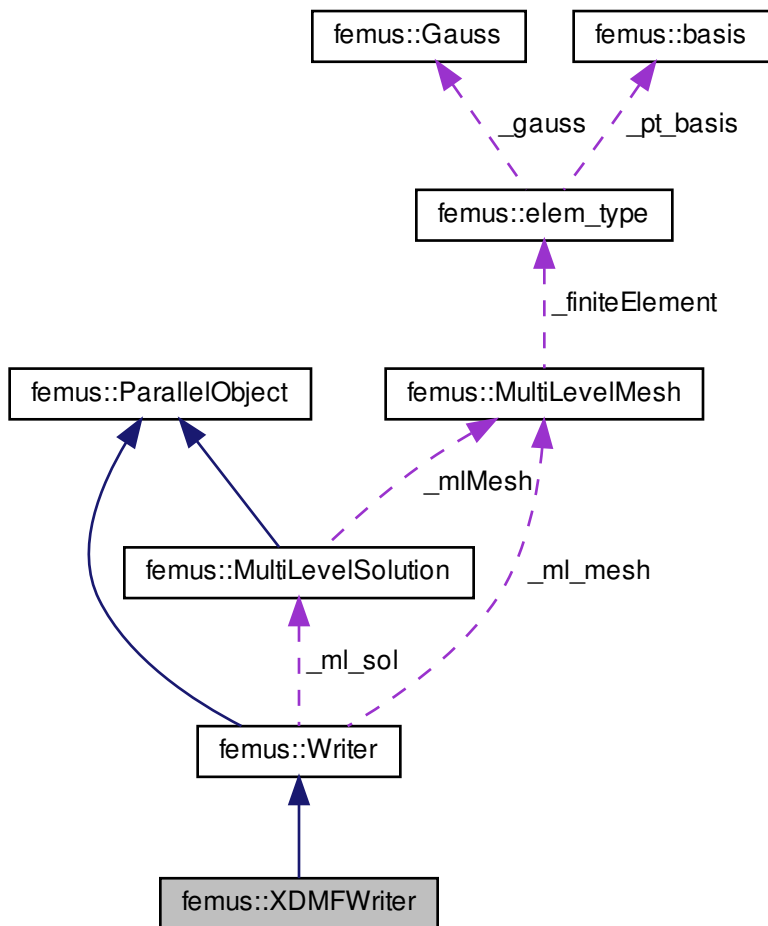 femus::Gauss
femus::basis
_gauss
_pt_basis
femus::elem_type
_finiteElement
femus::ParallelObject
femus::MultiLevelMesh
_mlMesh
femus::MultiLevelSolution
_ml_mesh
_ml_sol
femus::Writer
femus::XDMFWriter